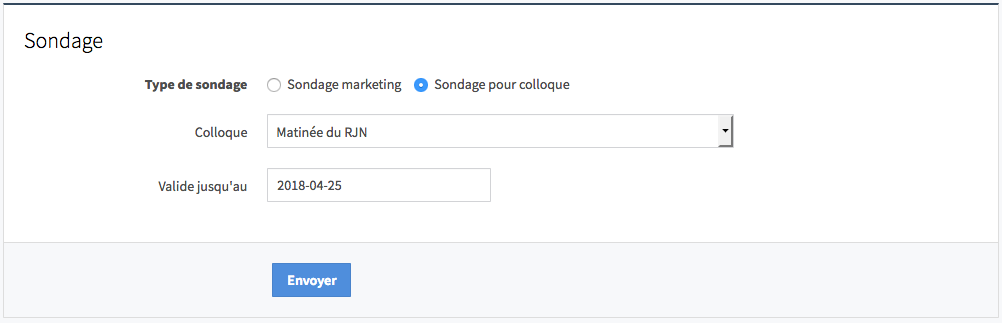 Sondage
Type de sondage Sondage marketing Sondage pour colloque
Colloque Matinée du RJN
Valide jusqu'au 2018-04-25
Envoyer